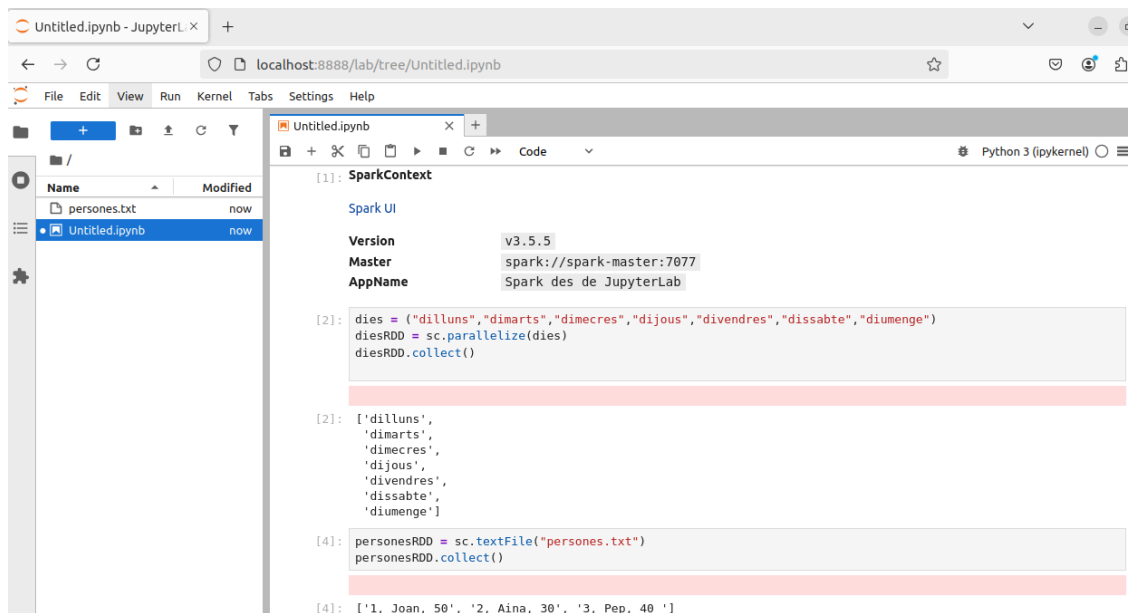 Untitled.ipynb - JupyterL
localhost:8888/lab/tree/Untitled.ipynb
File Edit View Run Kernel Tabs Settings Help
Untitled.ipynb
Code
Python 3 (ipykernel)
/
Name Modified
persones.txt now
Untitled.ipynb now
[1]: SparkContext
Spark UI
Version v3.5.5
Master spark://spark-master:7077
AppName Spark des de JupyterLab
[2]: dies = ("dilluns","dimarts","dimecres","dijous","divendres","dissabte","diumenge")
diesRDD = sc.parallelize(dies)
diesRDD.collect()
[2]: ['dilluns',
'dimarts',
'dimecres',
'dijous',
'divendres',
'dissabte',
'diumenge']
[4]: personesRDD = sc.textFile("persones.txt")
personesRDD.collect()
[4]: ['1, Joan, 50', '2, Aina, 30', '3, Pep, 40 ']